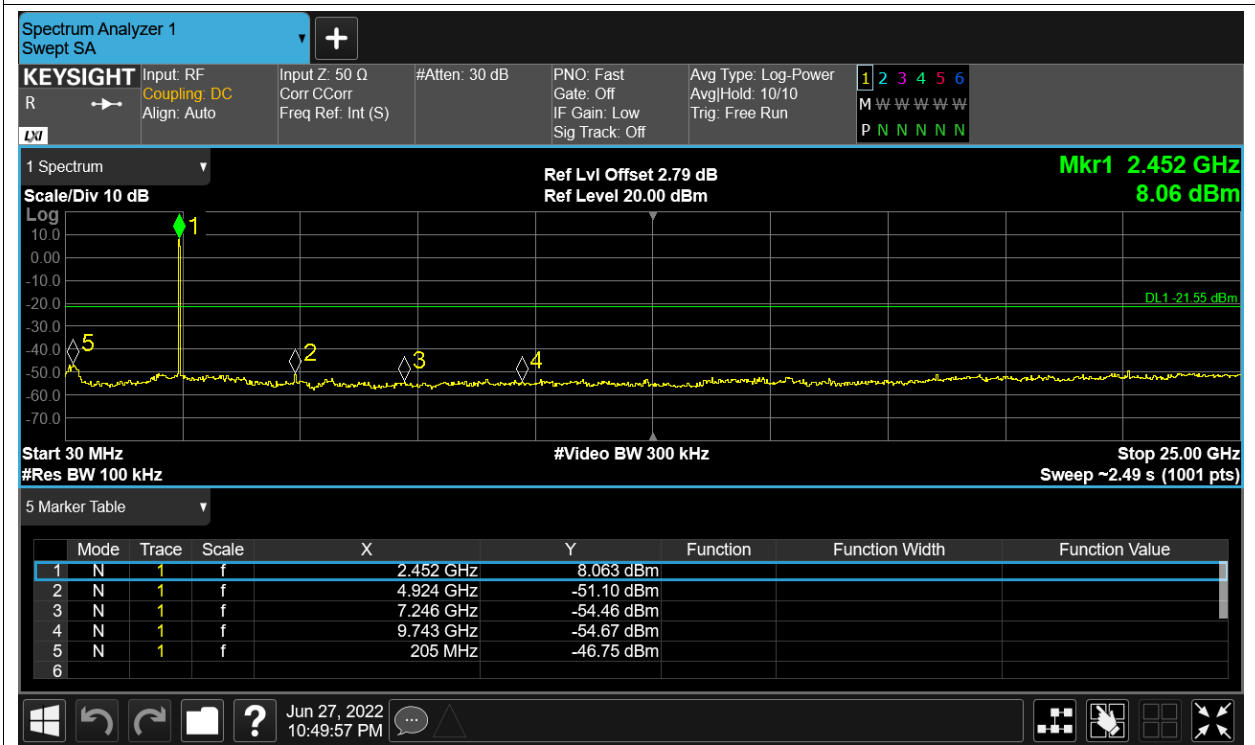 Spectrum Analyzer 1
Swept SA
KEYSIGHT Input: RF Input Z: 50 Ω #Atten: 30 dB PNO: Fast Avg Type: Log-Power 1 2 3 4 5 6
R Coupling: DC Corr CCorr Gate: Off Avg|Hold: 10/10 M W W W W W
Align: Auto Freq Ref: Int (S) IF Gain: Low Trig: Free Run
LXI Sig Track: Off P N N N N N
1 Spectrum Ref Lvl Offset 2.79 dB Mkr1 2.452 GHz
Scale/Div 10 dB Ref Level 20.00 dBm 8.06 dBm
Log
1
10.0
0.00
-10.0
DL1 -21.55 dBm
-20.0
-30.0
5
-40.0
2 3 4
-50.0
-60.0
-70.0
Start 30 MHz #Video BW 300 kHz Stop 25.00 GHz
#Res BW 100 kHz Sweep ~2.49 s (1001 pts)
5 Marker Table
Mode Trace Scale X Y Function Function Width Function Value
1 N 1 f 2.452 GHz 8.063 dBm
2 N 1 f 4.924 GHz -51.10 dBm
3 N 1 f 7.246 GHz -54.46 dBm
4 N 1 f 9.743 GHz -54.67 dBm
5 N 1 f 205 MHz -46.75 dBm
6
? Jun 27, 2022
10:49:57 PM